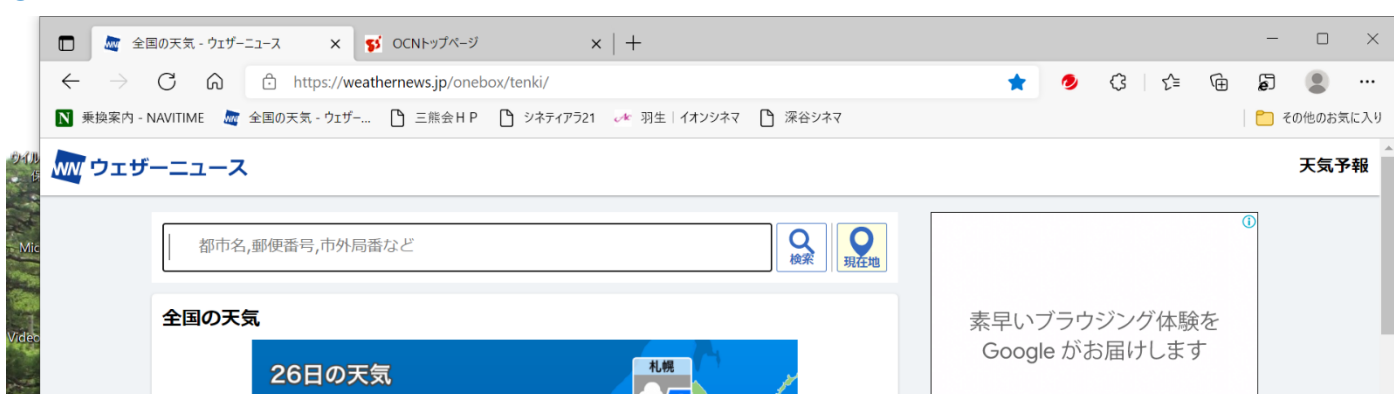 全国の天気 - ウェザーニュース
OCNトップページ
https://weathernews.jp/onebox/tenki/
乗換案内 - NAVITIME
全国の天気 - ウェザー...
三熊会ＨＰ
シネティアラ21
羽生｜イオンシネマ
深谷シネマ
その他のお気に入り
WNI ウェザーニュース
天気予報
都市名,郵便番号,市外局番など
検索
現在地
全国の天気
26日の天気
札幌
素早いブラウジング体験を
Google がお届けします
Mic
Video